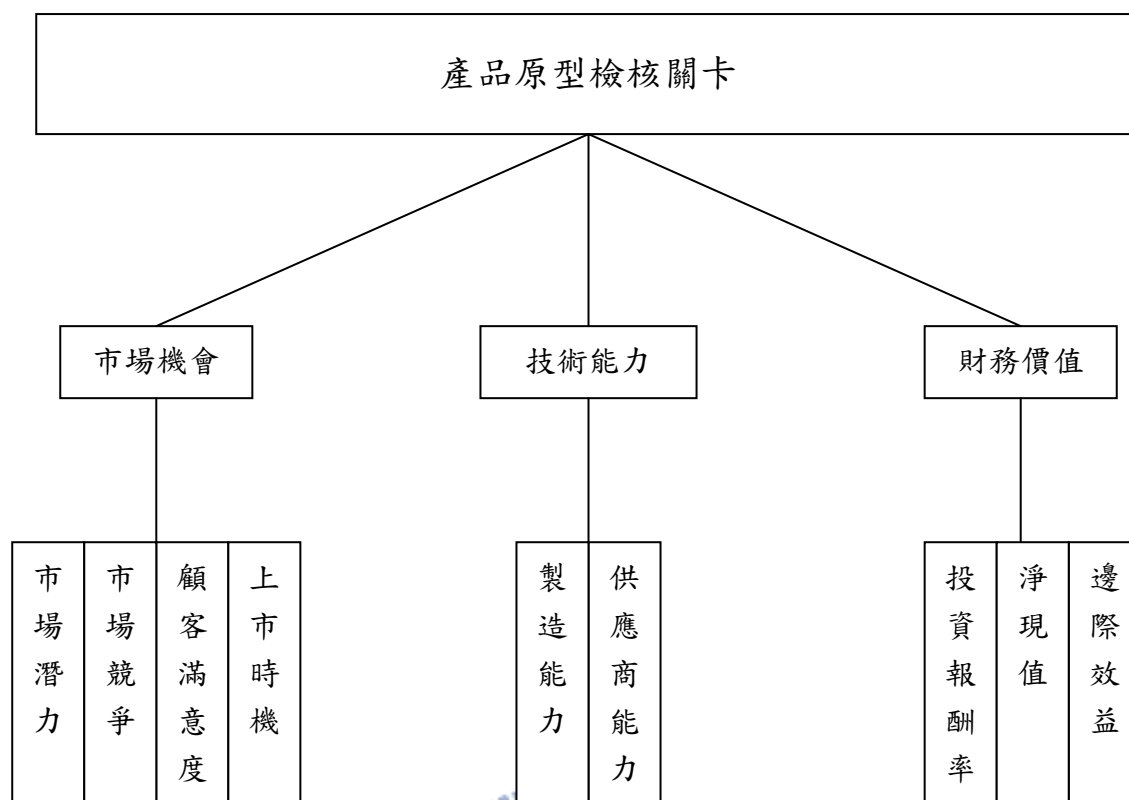 產品原型檢核關卡
市場機會
技術能力
財務價值
市場潛力
市場競爭
顧客滿意度
上市時機
製造能力
供應商能力
投資報酬率
淨現值
邊際效益